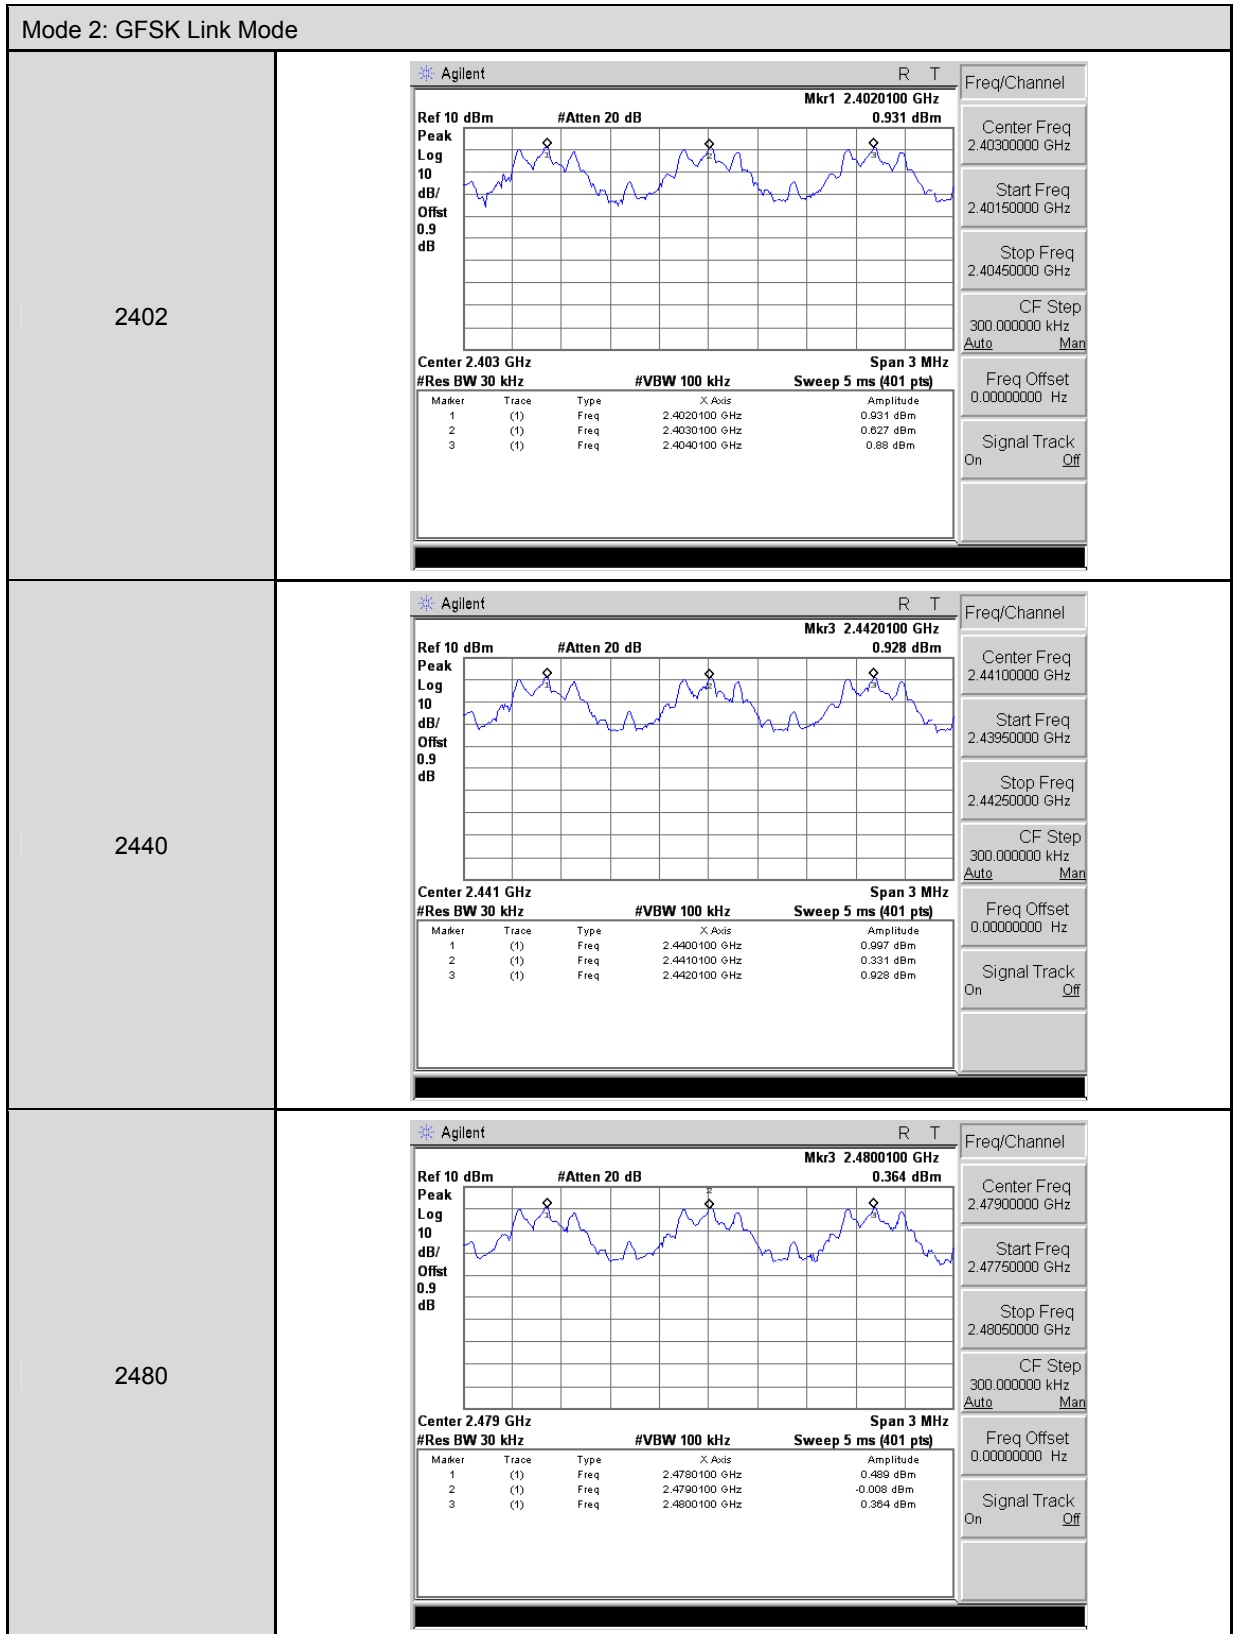 Mode 2: GFSK Link Mode
2402
Agilent R T
Mkr1 2.4020100 GHz
Ref 10 dBm #Atten 20 dB 0.931 dBm
Peak
Log
10
dB/
Offst
0.9
dB
1 2 3
Center 2.403 GHz Span 3 MHz
#Res BW 30 kHz #VBW 100 kHz Sweep 5 ms (401 pts)
Marker Trace Type X Axis Amplitude
1 (1) Freq 2.4020100 GHz 0.931 dBm
2 (1) Freq 2.4030100 GHz 0.627 dBm
3 (1) Freq 2.4040100 GHz 0.88 dBm
Freq/Channel
Center Freq
2.40300000 GHz
Start Freq
2.40150000 GHz
Stop Freq
2.40450000 GHz
CF Step
300.000000 kHz
Auto Man
Freq Offset
0.00000000 Hz
Signal Track
On Off
2440
Agilent R T
Mkr3 2.4420100 GHz
Ref 10 dBm #Atten 20 dB 0.928 dBm
Peak
Log
10
dB/
Offst
0.9
dB
1 2 3
Center 2.441 GHz Span 3 MHz
#Res BW 30 kHz #VBW 100 kHz Sweep 5 ms (401 pts)
Marker Trace Type X Axis Amplitude
1 (1) Freq 2.4400100 GHz 0.997 dBm
2 (1) Freq 2.4410100 GHz 0.331 dBm
3 (1) Freq 2.4420100 GHz 0.928 dBm
Freq/Channel
Center Freq
2.44100000 GHz
Start Freq
2.43950000 GHz
Stop Freq
2.44250000 GHz
CF Step
300.000000 kHz
Auto Man
Freq Offset
0.00000000 Hz
Signal Track
On Off
2480
Agilent R T
Mkr3 2.4800100 GHz
Ref 10 dBm #Atten 20 dB 0.364 dBm
Peak
Log
10
dB/
Offst
0.9
dB
1 2 3
Center 2.479 GHz Span 3 MHz
#Res BW 30 kHz #VBW 100 kHz Sweep 5 ms (401 pts)
Marker Trace Type X Axis Amplitude
1 (1) Freq 2.4780100 GHz 0.489 dBm
2 (1) Freq 2.4790100 GHz -0.008 dBm
3 (1) Freq 2.4800100 GHz 0.364 dBm
Freq/Channel
Center Freq
2.47900000 GHz
Start Freq
2.47750000 GHz
Stop Freq
2.48050000 GHz
CF Step
300.000000 kHz
Auto Man
Freq Offset
0.00000000 Hz
Signal Track
On Off